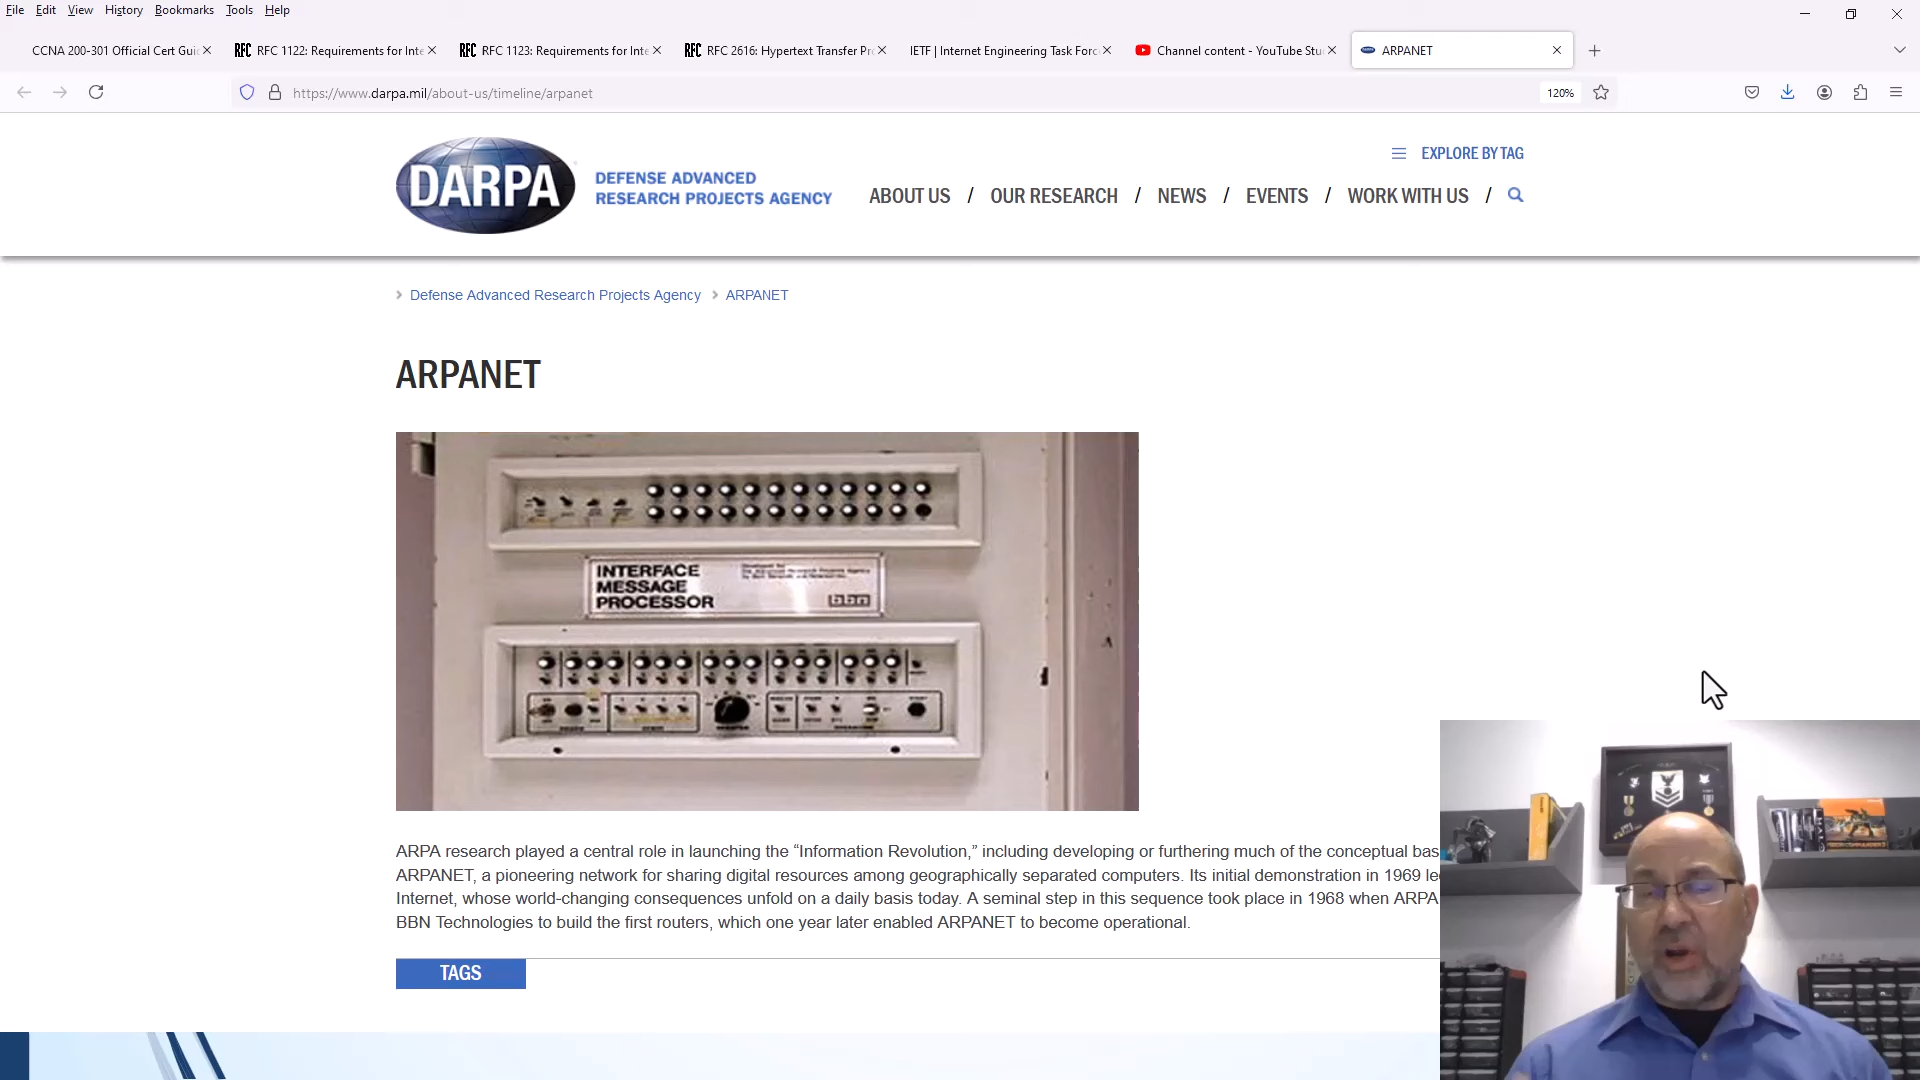 File Edit View History Bookmarks Tools Help
CCNA 200-301 Official Cert Gui
RFC RFC 1122: Requirements for Inte
RFC RFC 1123: Requirements for Inte
RFC RFC 2616: Hypertext Transfer Pr
IETF | Internet Engineering Task Forc
Channel content - YouTube Stu
ARPANET
https://www.darpa.mil/about-us/timeline/arpanet
120%
EXPLORE BY TAG
DARPA
DEFENSE ADVANCED
RESEARCH PROJECTS AGENCY
ABOUT US / OUR RESEARCH / NEWS / EVENTS / WORK WITH US /
Defense Advanced Research Projects Agency > ARPANET
ARPANET
INTERFACE
MESSAGE
PROCESSOR
bbn
ARPA research played a central role in launching the “Information Revolution,” including developing or furthering much of the conceptual bas
ARPANET, a pioneering network for sharing digital resources among geographically separated computers. Its initial demonstration in 1969 le
Internet, whose world-changing consequences unfold on a daily basis today. A seminal step in this sequence took place in 1968 when ARPA
BBN Technologies to build the first routers, which one year later enabled ARPANET to become operational.
TAGS